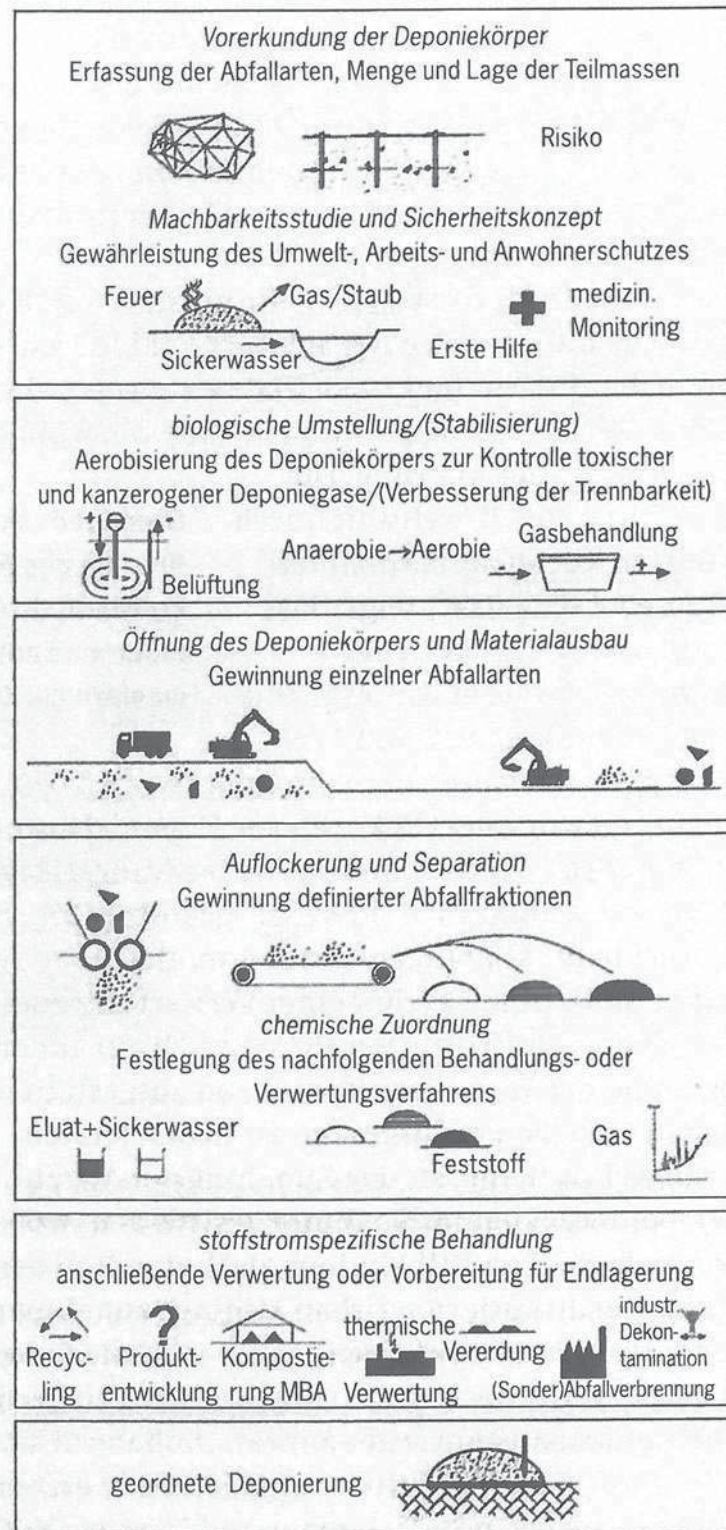 Vorerkundung der Deponiekörper
Erfassung der Abfallarten, Menge und Lage der Teilmassen
Risiko
Machbarkeitsstudie und Sicherheitskonzept
Gewährleistung des Umwelt-, Arbeits- und Anwohnerschutzes
Feuer
Gas/Staub
medizin.
Monitoring
Sickerwasser
Erste Hilfe
biologische Umstellung/(Stabilisierung)
Aerobisierung des Deponiekörpers zur Kontrolle toxischer
und kanzerogener Deponiegase/(Verbesserung der Trennbarkeit)
+
Belüftung
Anaerobie→Aerobie
Gasbehandlung
− +
Öffnung des Deponiekörpers und Materialausbau
Gewinnung einzelner Abfallarten
Auflockerung und Separation
Gewinnung definierter Abfallfraktionen
chemische Zuordnung
Festlegung des nachfolgenden Behandlungs- oder
Verwertungsverfahrens
Eluat+Sickerwasser
Feststoff
Gas
stoffstromspezifische Behandlung
anschließende Verwertung oder Vorbereitung für Endlagerung
Recyc-
ling
?
Produkt-
entwicklung
Kompostie-
rung MBA
thermische
Verwertung
Vererdung
(Sonder)Abfallverbrennung
industr.
Dekon-
tamination
geordnete Deponierung